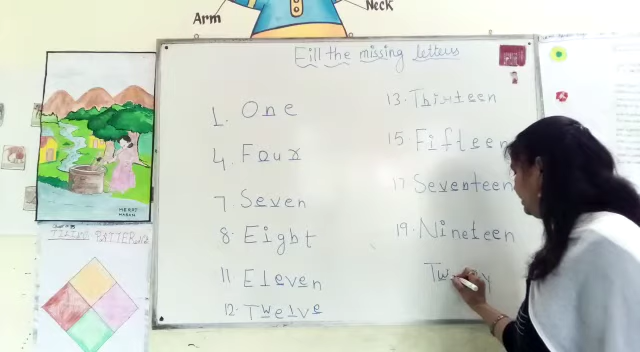 Arm
Neck
Fill the missing letters
1. One
4. Four
7. Seven
8. Eight
11 Eleven
12. Twelve
13. Thirteen
15. Fifteen
17. Seventeen
19. Nineteen